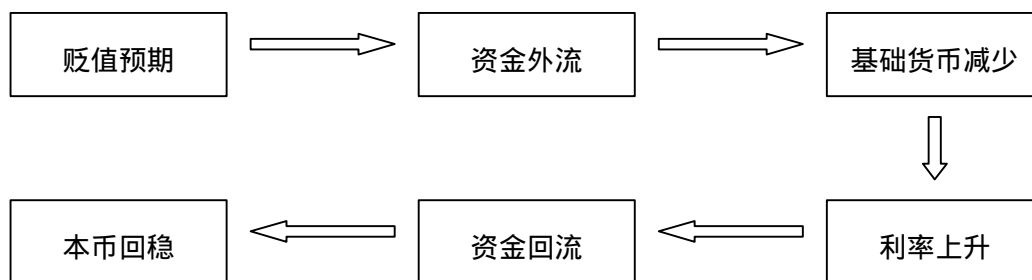 贬值预期
资金外流
基础货币减少
利率上升
资金回流
本币回稳